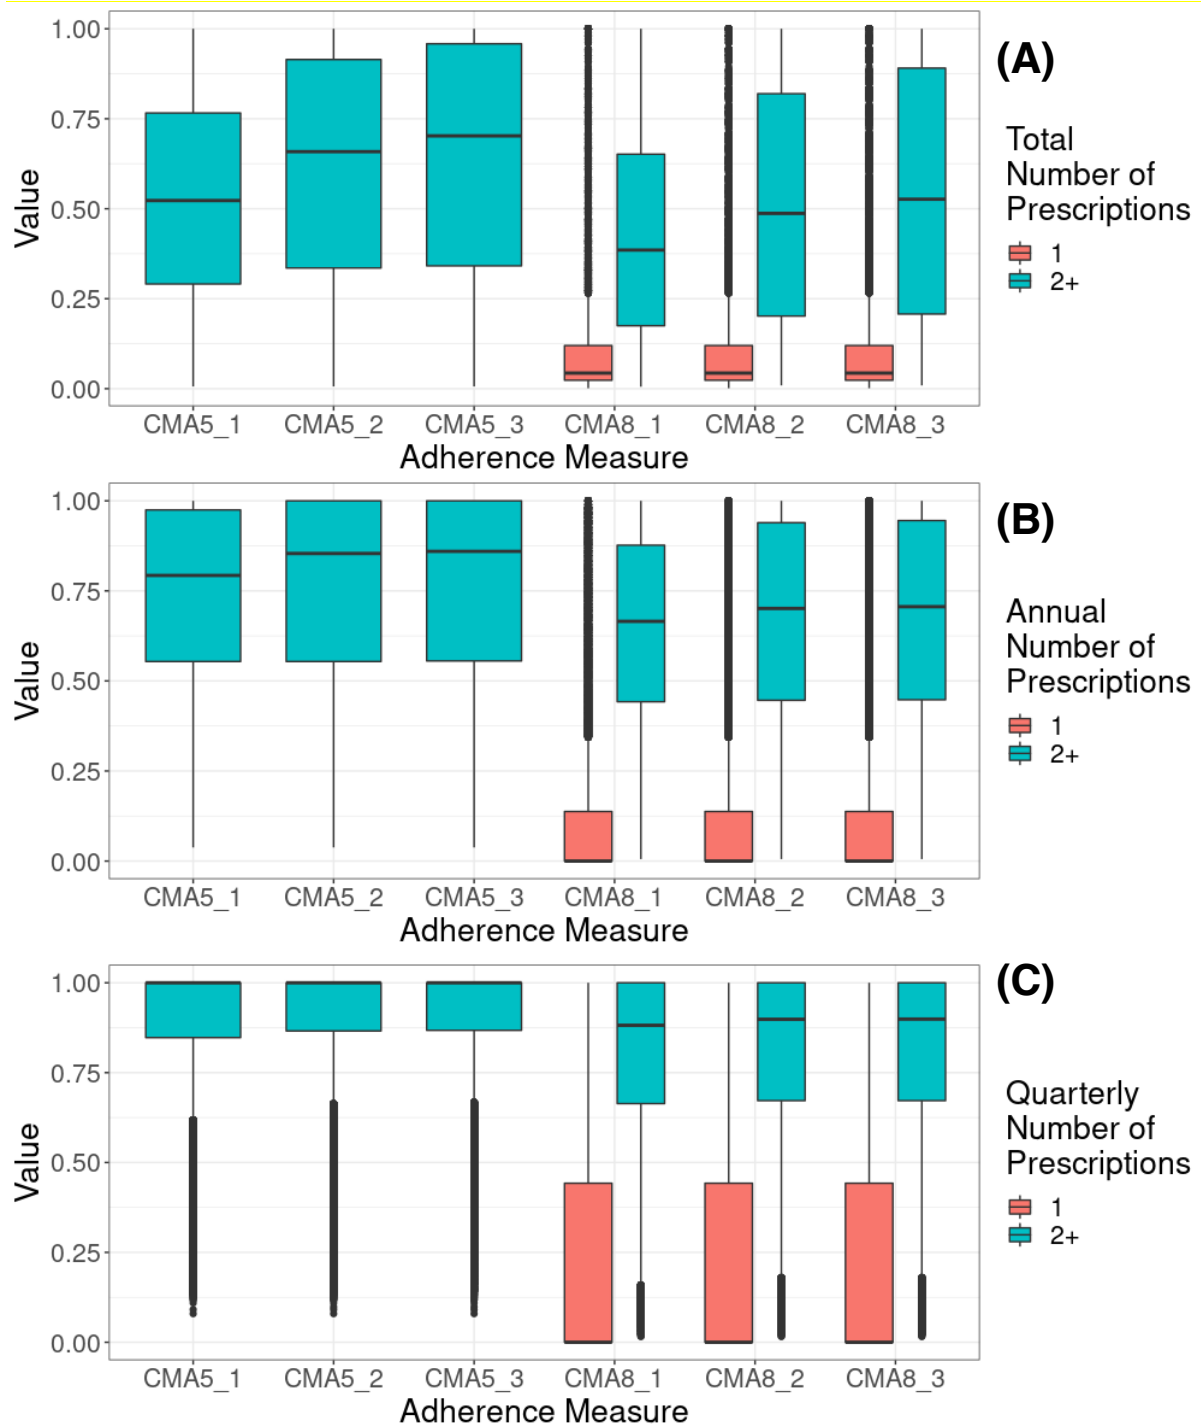 1.00
0.75
0.50
0.25
0.00
Value
CMA5_1 CMA5_2 CMA5_3 CMA8_1 CMA8_2 CMA8_3
Adherence Measure
(A)
Total
Number of
Prescriptions
1
2+
1.00
0.75
0.50
0.25
0.00
Value
CMA5_1 CMA5_2 CMA5_3 CMA8_1 CMA8_2 CMA8_3
Adherence Measure
(B)
Annual
Number of
Prescriptions
1
2+
1.00
0.75
0.50
0.25
0.00
Value
CMA5_1 CMA5_2 CMA5_3 CMA8_1 CMA8_2 CMA8_3
Adherence Measure
(C)
Quarterly
Number of
Prescriptions
1
2+